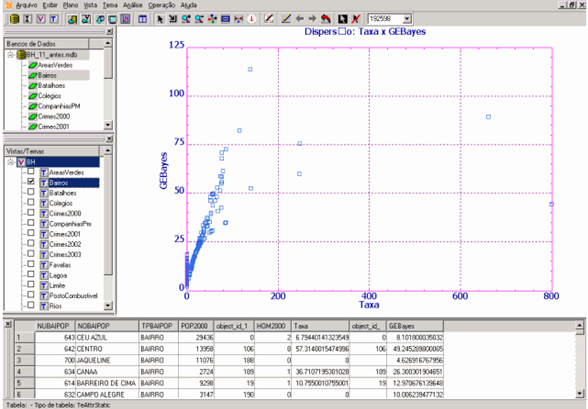 Arquivo Exibir Plano Vista Tema Análise Operação Ajuda
192598
Bancos de Dados
BH_11_antes.mdb
AreasVerdes
Bairros
Batalhoes
Colegios
CompanhiasPM
Crimes2000
Crimes2001
Vistas/Temas
BH
AreasVerdes
Bairros
Batalhoes
Colegios
Crimes2000
CompanhiasPm
Crimes2001
Crimes2002
Crimes2003
Favelas
Lagoa
Limite
PostoCombustivel
Rios
Dispers□o: Taxa x GEBayes
125
100
75
50
25
0
GEBayes
0 200 400 600 800
Taxa
NUBAIPOP NOBAIPOP TPBAIPOP POP2000 object_id_1 HOM2000 Taxa object_id_ GEBayes
1 643 CEU AZUL BAIRRO 29436 0 2 6.79440141323549 0 8.101800035032
2 642 CENTRO BAIRRO 13958 106 8 57.3148015474996 106 49.245289800865
3 700 JAQUELINE BAIRRO 11076 188 0 0 4.626916767956
4 634 CANAA BAIRRO 2724 189 1 36.7107195301028 189 26.300301904651
5 614 BARREIRO DE CIMA BAIRRO 9298 19 1 10.7550010755001 19 12.970676139648
6 632 CAMPO ALEGRE BAIRRO 3147 190 0 0 10.006239477132
Tabela: - Tipo de tabela: TeAttrStatic